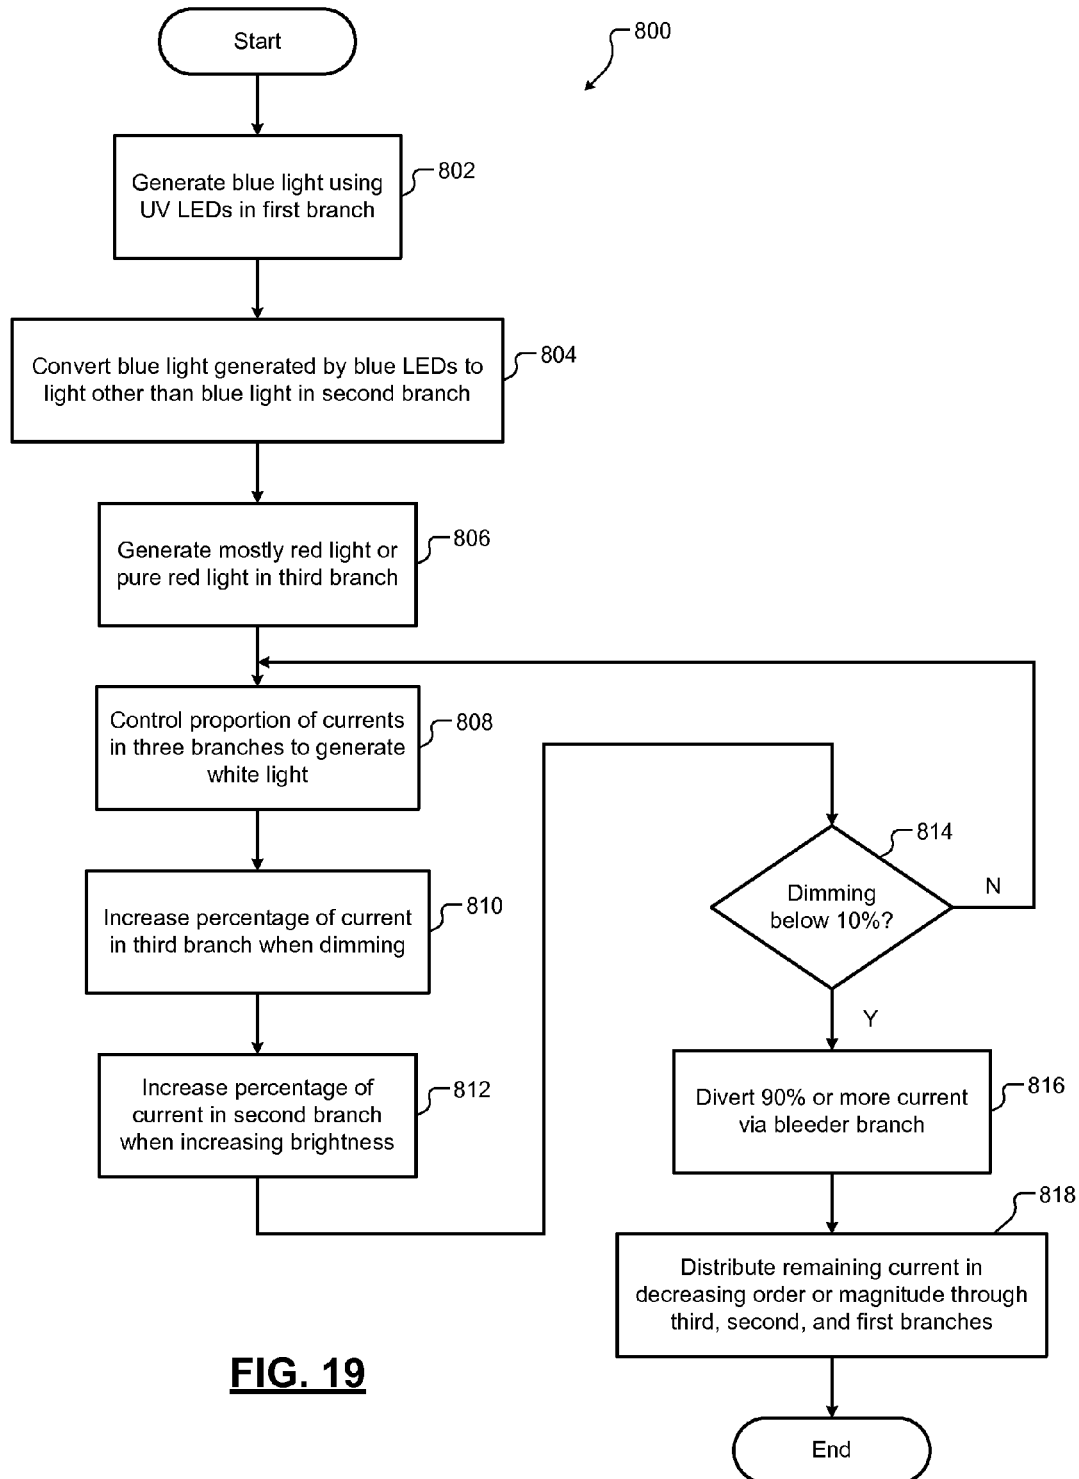 Start
800
Generate blue light using
UV LEDs in first branch
802
Convert blue light generated by blue LEDs to
light other than blue light in second branch
804
Generate mostly red light or
pure red light in third branch
806
Control proportion of currents
in three branches to generate
white light
808
Increase percentage of current
in third branch when dimming
810
Increase percentage of
current in second branch
when increasing brightness
812
Dimming
below 10%?
814
N
Y
Divert 90% or more current
via bleeder branch
816
Distribute remaining current in
decreasing order or magnitude through
third, second, and first branches
818
End
FIG. 19